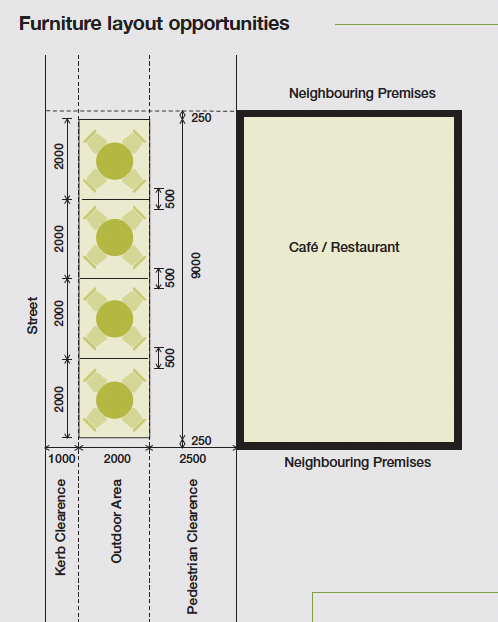 Furniture layout opportunities
Neighbouring Premises
250
2000
500
2000
Café / Restaurant
9000
500
Street
2000
500
2000
250
1000
2000
2500
Neighbouring Premises
Kerb Clearence
Outdoor Area
Pedestrian Clearence